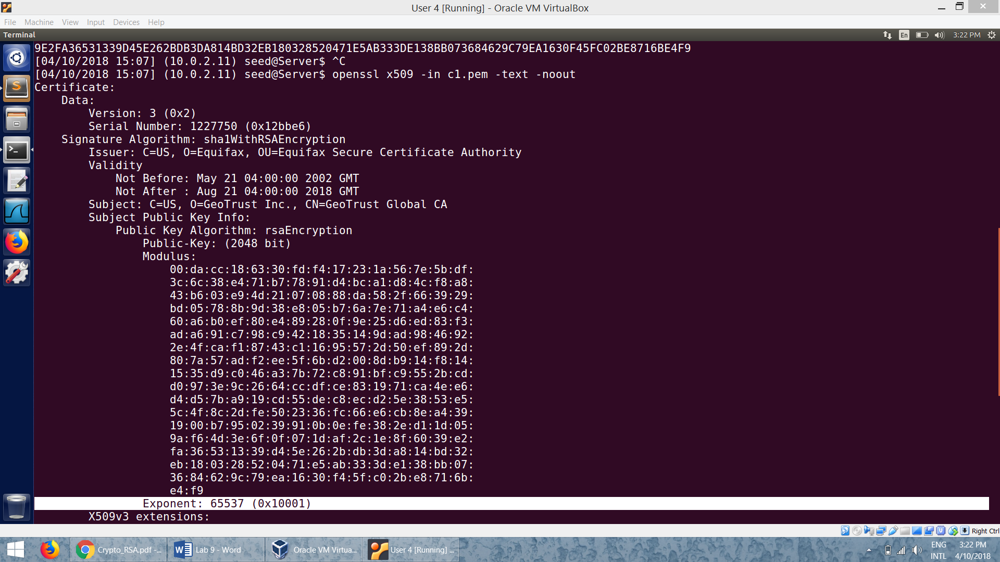 User 4 [Running] - Oracle VM VirtualBox
File Machine View Input Devices Help
Terminal
En
3:22 PM
9E2FA36531339D45E262BDB3DA814BD32EB180328520471E5AB333DE138BB073684629C79EA1630F45FC02BE8716BE4F9
[04/10/2018 15:07] (10.0.2.11) seed@Server$ ^C
[04/10/2018 15:07] (10.0.2.11) seed@Server$ openssl x509 -in c1.pem -text -noout
Certificate:
Data:
Version: 3 (0x2)
Serial Number: 1227750 (0x12bbe6)
Signature Algorithm: sha1WithRSAEncryption
Issuer: C=US, O=Equifax, OU=Equifax Secure Certificate Authority
Validity
Not Before: May 21 04:00:00 2002 GMT
Not After : Aug 21 04:00:00 2018 GMT
Subject: C=US, O=GeoTrust Inc., CN=GeoTrust Global CA
Subject Public Key Info:
Public Key Algorithm: rsaEncryption
Public-Key: (2048 bit)
Modulus:
00:da:cc:18:63:30:fd:f4:17:23:1a:56:7e:5b:df:
3c:6c:38:e4:71:b7:78:91:d4:bc:a1:d8:4c:f8:a8:
43:b6:03:e9:4d:21:07:08:88:da:58:2f:66:39:29:
bd:05:78:8b:9d:38:e8:05:b7:6a:7e:71:a4:e6:c4:
60:a6:b0:ef:80:e4:89:28:0f:9e:25:d6:ed:83:f3:
ad:a6:91:c7:98:c9:42:18:35:14:9d:ad:98:46:92:
2e:4f:ca:f1:87:43:c1:16:95:57:2d:50:ef:89:2d:
80:7a:57:ad:f2:ee:5f:6b:d2:00:8d:b9:14:f8:14:
15:35:d9:c0:46:a3:7b:72:c8:91:bf:c9:55:2b:cd:
d0:97:3e:9c:26:64:cc:df:ce:83:19:71:ca:4e:e6:
d4:d5:7b:a9:19:cd:55:de:c8:ec:d2:5e:38:53:e5:
5c:4f:8c:2d:fe:50:23:36:fc:66:e6:cb:8e:a4:39:
19:00:b7:95:02:39:91:0b:0e:fe:38:2e:d1:1d:05:
9a:f6:4d:3e:6f:0f:07:1d:af:2c:1e:8f:60:39:e2:
fa:36:53:13:39:d4:5e:26:2b:db:3d:a8:14:bd:32:
eb:18:03:28:52:04:71:e5:ab:33:3d:e1:38:bb:07:
36:84:62:9c:79:ea:16:30:f4:5f:c0:2b:e8:71:6b:
e4:f9
Exponent: 65537 (0x10001)
X509v3 extensions:
Right Ctrl
Crypto_RSA.pdf -...
Lab 9 - Word
Oracle VM Virtua...
User 4 [Running] ...
ENG
INTL
3:22 PM
4/10/2018